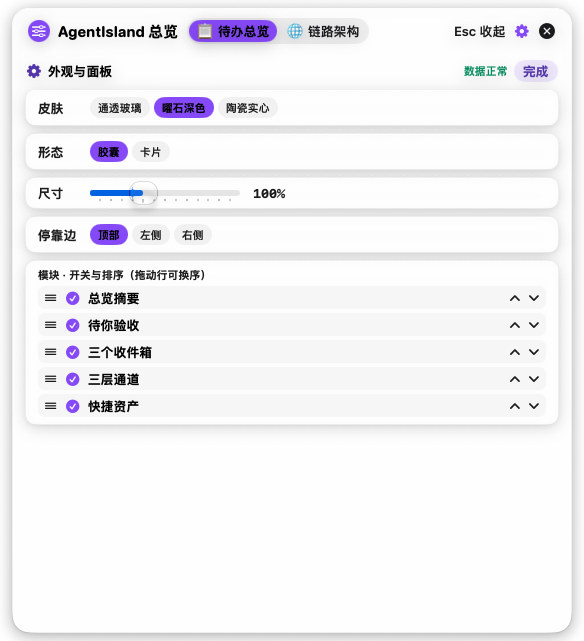 AgentIsland 总览 待办总览 链路架构 Esc 收起
外观与面板 数据正常 完成
皮肤 通透玻璃 曜石深色 陶瓷实心
形态 胶囊 卡片
尺寸 100%
停靠边 顶部 左侧 右侧
模块 · 开关与排序（拖动行可换序）
总览摘要
待你验收
三个收件箱
三层通道
快捷资产